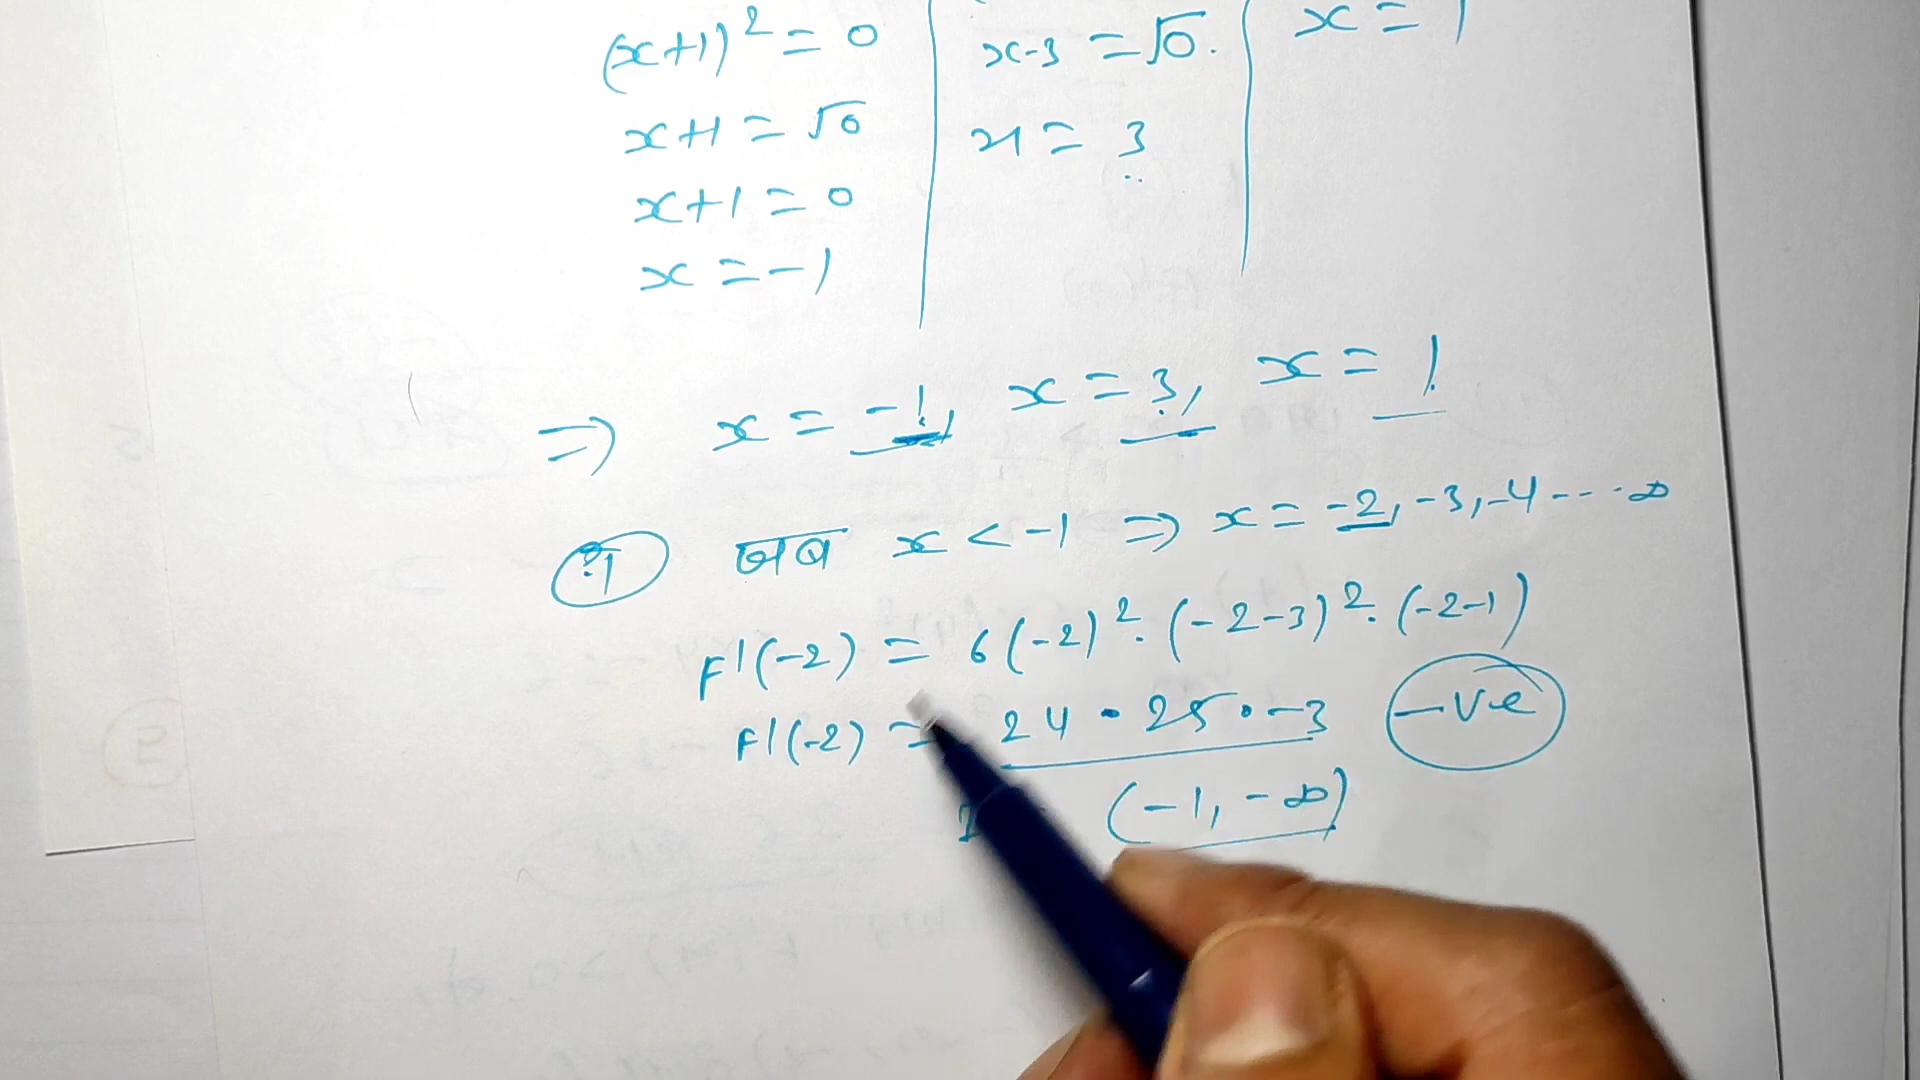 (x+1)² = 0
x+1 = √0
x+1 = 0
x = -1
x-3 = √0.
x = 3
x = 1
⇒ x = -1, x = 3, x = 1
जब x < -1 ⇒ x = -2, -3, -4 --- ∞
F'(-2) = 6(-2)². (-2-3)². (-2-1)
F'(-2) = 24 · 25 · -3 -ve
(-1, -∞)